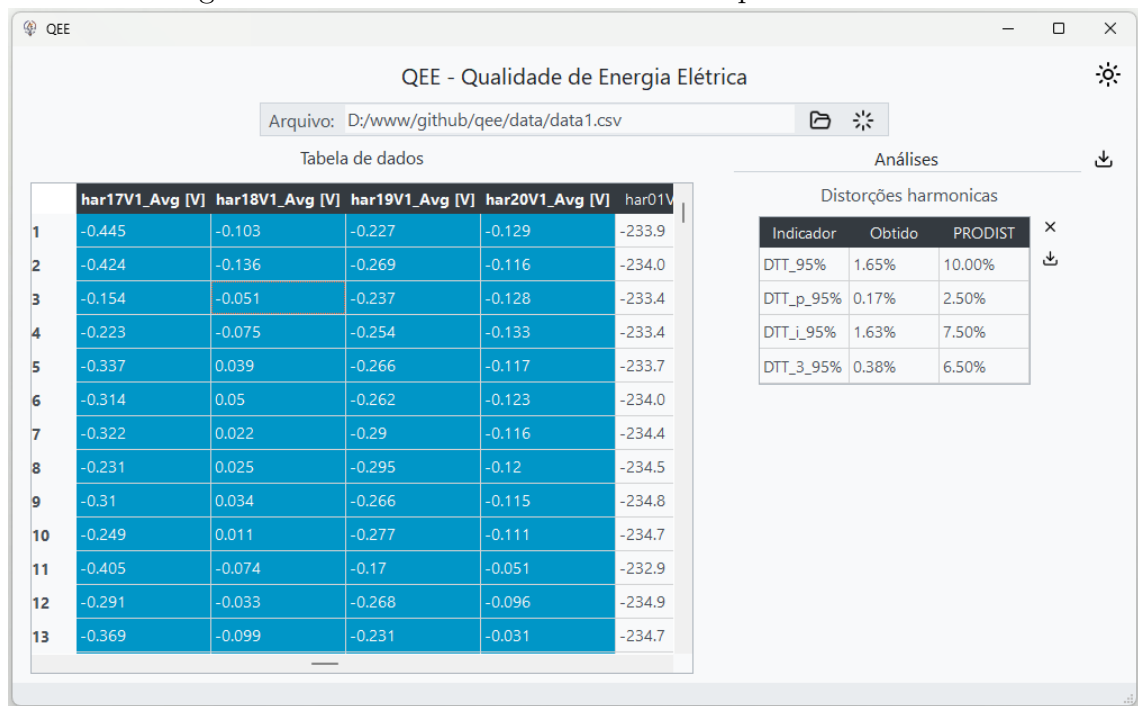 QEE
QEE - Qualidade de Energia Elétrica
Arquivo: D:/www/github/qee/data/data1.csv
Tabela de dados
har17V1_Avg [V] har18V1_Avg [V] har19V1_Avg [V] har20V1_Avg [V] har01V
1 -0.445 -0.103 -0.227 -0.129 -233.9
2 -0.424 -0.136 -0.269 -0.116 -234.0
3 -0.154 -0.051 -0.237 -0.128 -233.4
4 -0.223 -0.075 -0.254 -0.133 -233.4
5 -0.337 0.039 -0.266 -0.117 -233.7
6 -0.314 0.05 -0.262 -0.123 -234.0
7 -0.322 0.022 -0.29 -0.116 -234.4
8 -0.231 0.025 -0.295 -0.12 -234.5
9 -0.31 0.034 -0.266 -0.115 -234.8
10 -0.249 0.011 -0.277 -0.111 -234.7
11 -0.405 -0.074 -0.17 -0.051 -232.9
12 -0.291 -0.033 -0.268 -0.096 -234.9
13 -0.369 -0.099 -0.231 -0.031 -234.7
Análises
Distorções harmonicas
Indicador Obtido PRODIST
DTT_95% 1.65% 10.00%
DTT_p_95% 0.17% 2.50%
DTT_i_95% 1.63% 7.50%
DTT_3_95% 0.38% 6.50%